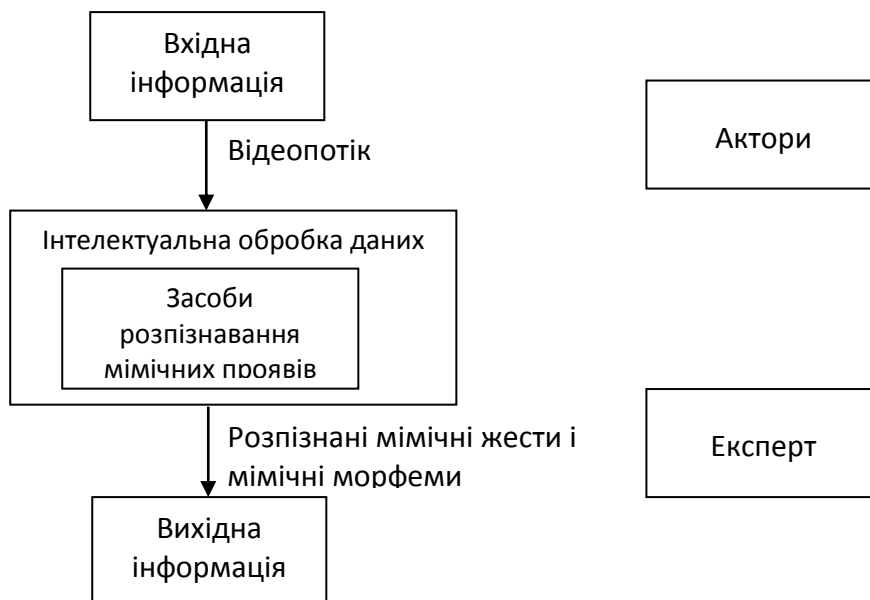 Вхідна
інформація
Відеопотік
Актори
Інтелектуальна обробка даних
Засоби
розпізнавання
мімічних проявів
Розпізнані мімічні жести і
мімічні морфеми
Експерт
Вихідна
інформація